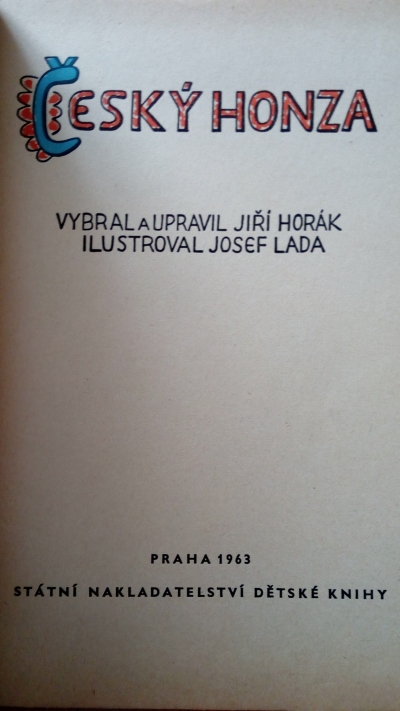 ČESKÝ HONZA
VYBRAL A UPRAVIL JIŘÍ HORÁK
ILUSTROVAL JOSEF LADA
PRAHA 1963
STÁTNÍ NAKLADATELSTVÍ DĚTSKÉ KNIHY